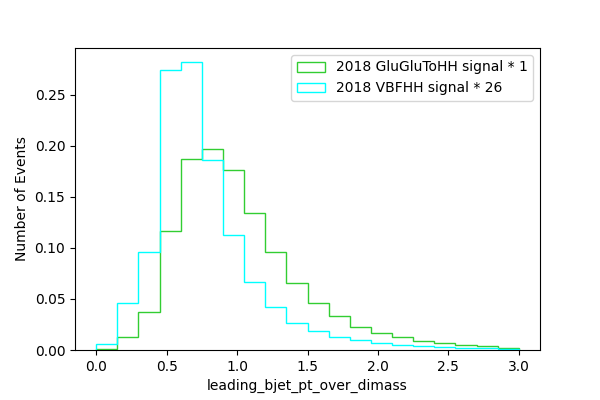 2018 GluGluToHH signal * 1
2018 VBFHH signal * 26
Number of Events
0.25
0.20
0.15
0.10
0.05
0.00
0.0 0.5 1.0 1.5 2.0 2.5 3.0
leading_bjet_pt_over_dimass